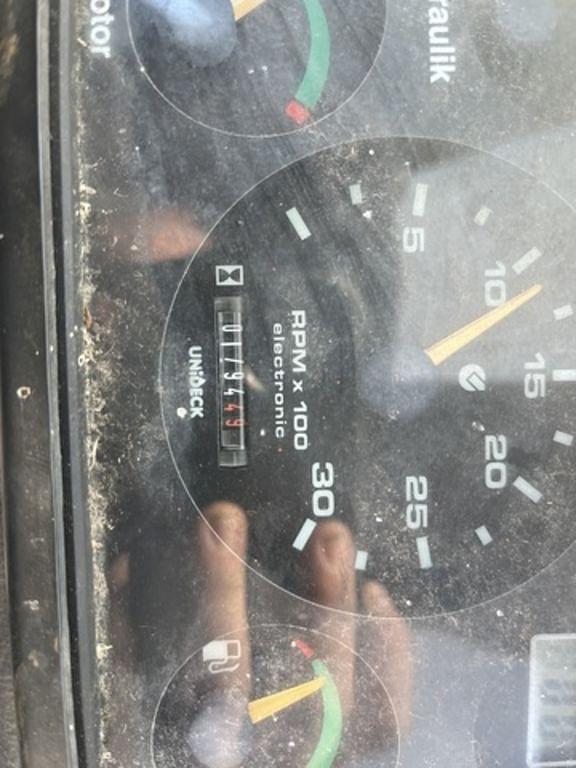 15
10 20
raulik
5 25
30
RPM x 100
electronic
0179449
UNiDECK
otor